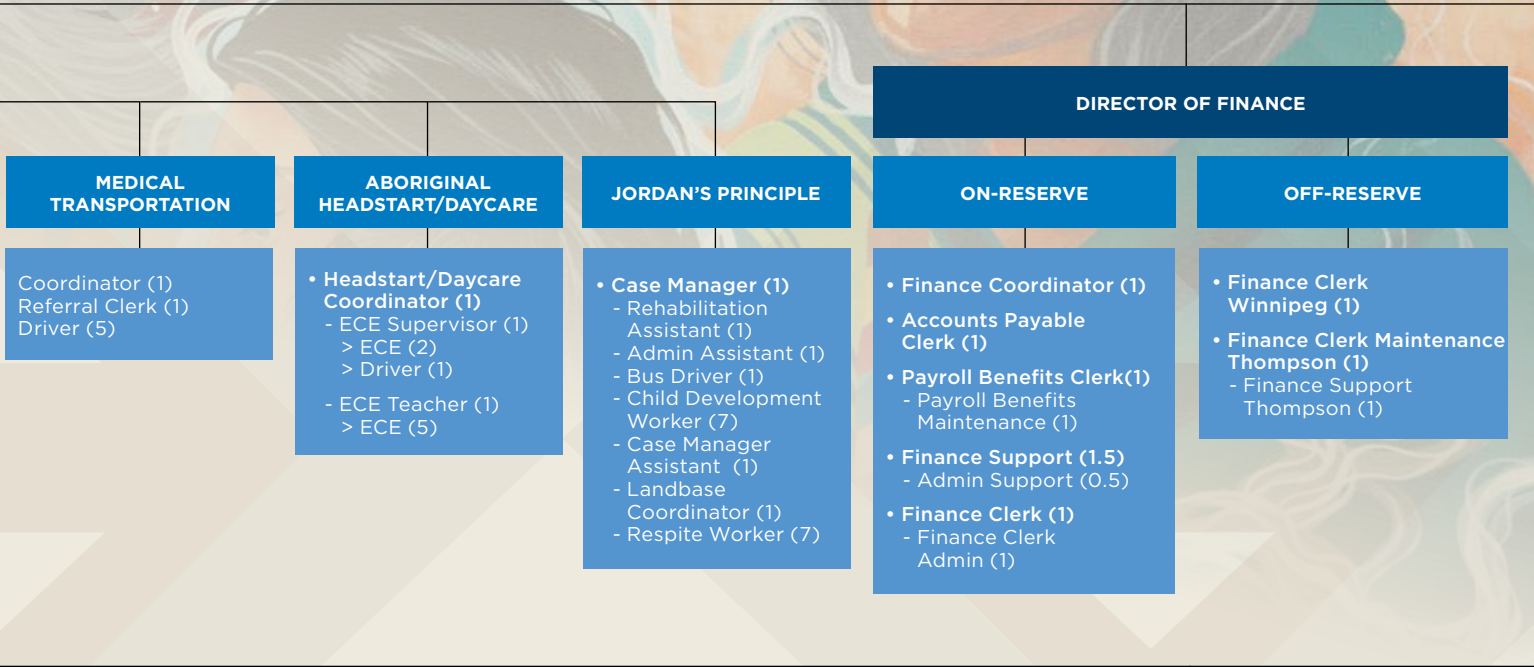 DIRECTOR OF FINANCE
MEDICAL
TRANSPORTATION
Coordinator (1)
Referral Clerk (1)
Driver (5)
ABORIGINAL
HEADSTART/DAYCARE
• Headstart/Daycare
Coordinator (1)
- ECE Supervisor (1)
> ECE (2)
> Driver (1)
- ECE Teacher (1)
> ECE (5)
JORDAN'S PRINCIPLE
• Case Manager (1)
- Rehabilitation
Assistant (1)
- Admin Assistant (1)
- Bus Driver (1)
- Child Development
Worker (7)
- Case Manager
Assistant (1)
- Landbase
Coordinator (1)
- Respite Worker (7)
ON-RESERVE
• Finance Coordinator (1)
• Accounts Payable
Clerk (1)
• Payroll Benefits Clerk(1)
- Payroll Benefits
Maintenance (1)
• Finance Support (1.5)
- Admin Support (0.5)
• Finance Clerk (1)
- Finance Clerk
Admin (1)
OFF-RESERVE
• Finance Clerk
Winnipeg (1)
• Finance Clerk Maintenance
Thompson (1)
- Finance Support
Thompson (1)